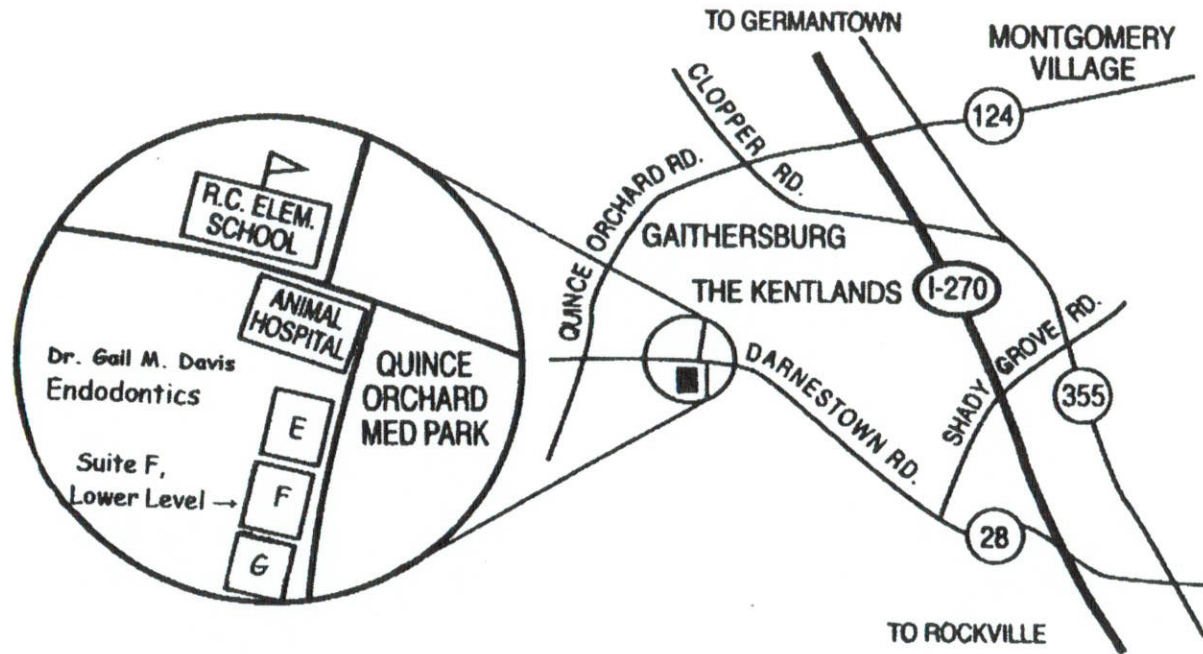 TO GERMANTOWN
MONTGOMERY
VILLAGE
CLOPPER
RD.
124
QUINCE ORCHARD RD.
R.C. ELEM.
SCHOOL
GAITHERSBURG
THE KENTLANDS
I-270
ANIMAL
HOSPITAL
Dr. Gail M. Davis
Endodontics
QUINCE
ORCHARD
MED PARK
DARNESTOWN RD.
SHADY GROVE RD.
355
E
Suite F,
Lower Level →
F
G
28
TO ROCKVILLE